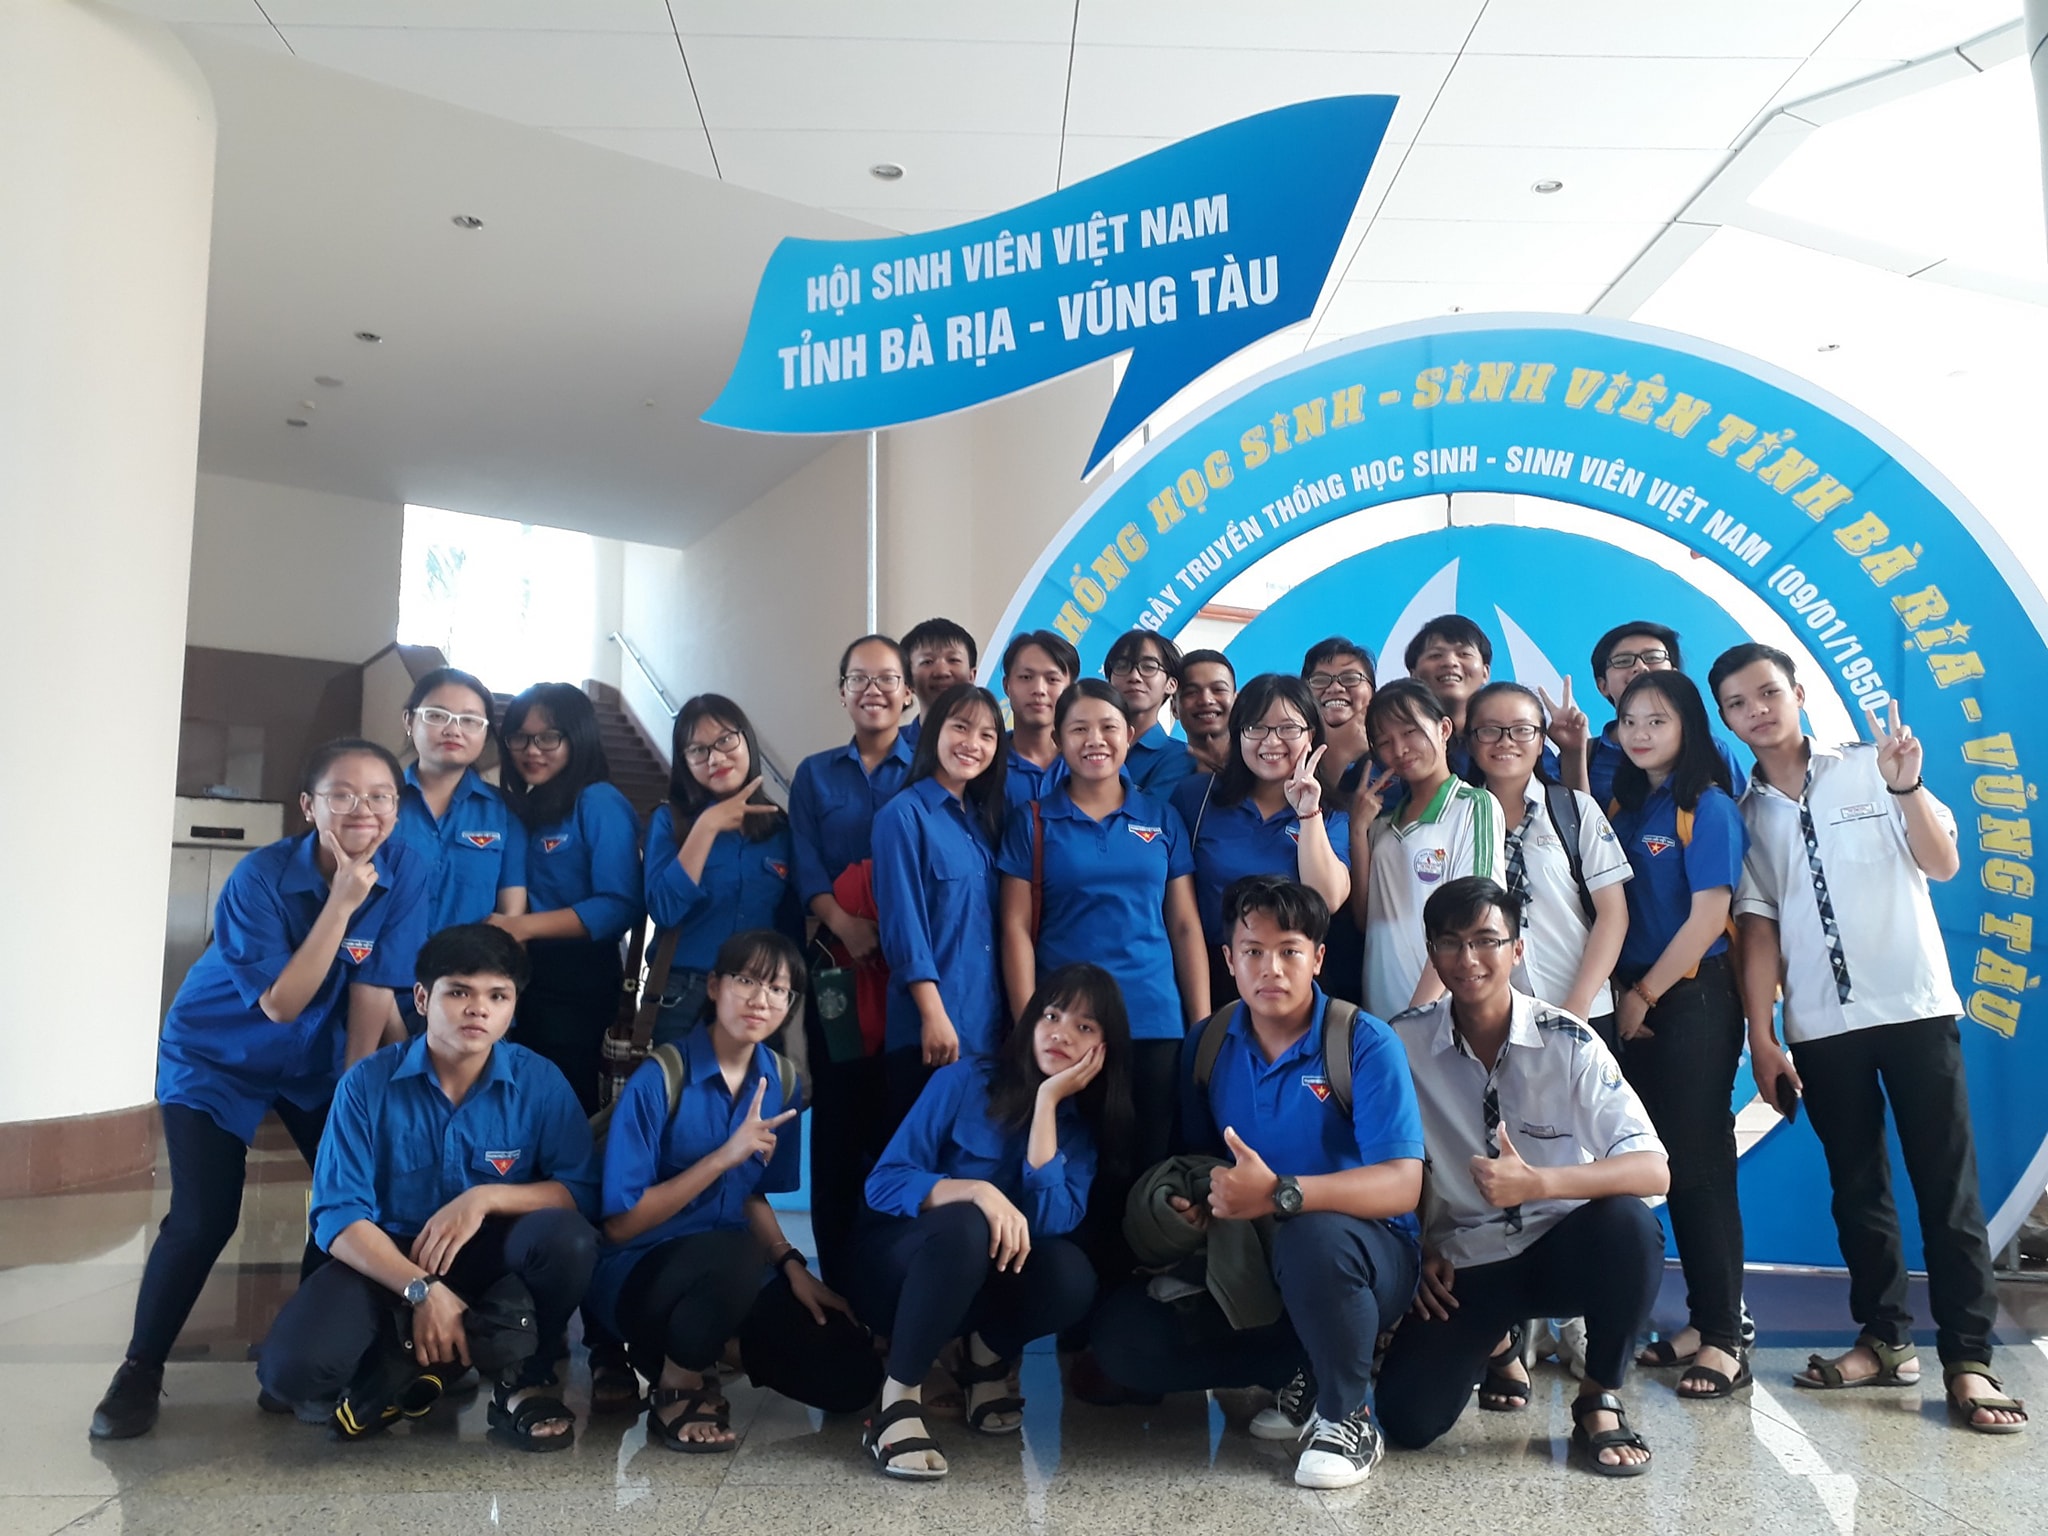 HỘI SINH VIÊN VIỆT NAM
TỈNH BÀ RỊA - VŨNG TÀU
HỌC SINH - SINH VIÊN TỈNH BÀ RỊA - VŨNG TÀU
TRUYỀN THỐNG HỌC SINH - SINH VIÊN VIỆT NAM (09/01/1950 -